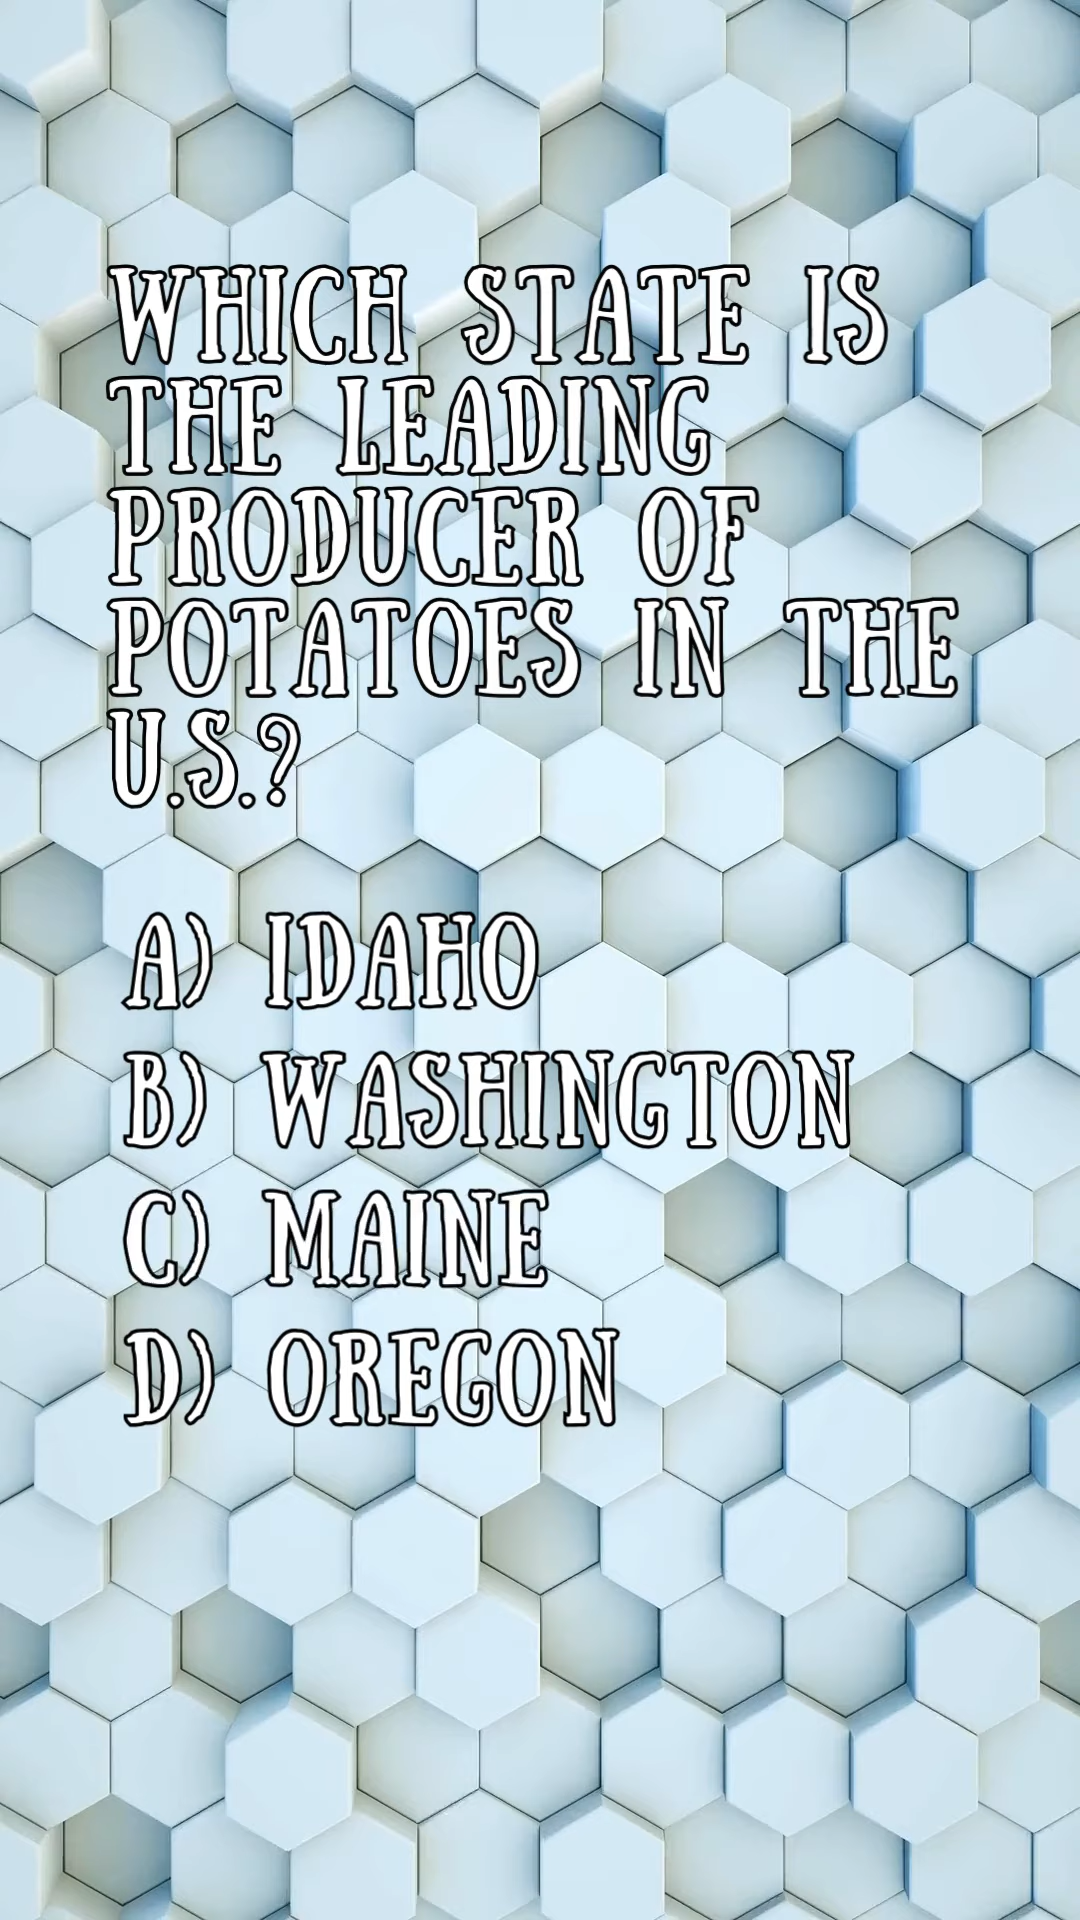 WHICH STATE IS
THE LEADING
PRODUCER OF
POTATOES IN THE
U.S.?
A) IDAHO
B) WASHINGTON
C) MAINE
D) OREGON